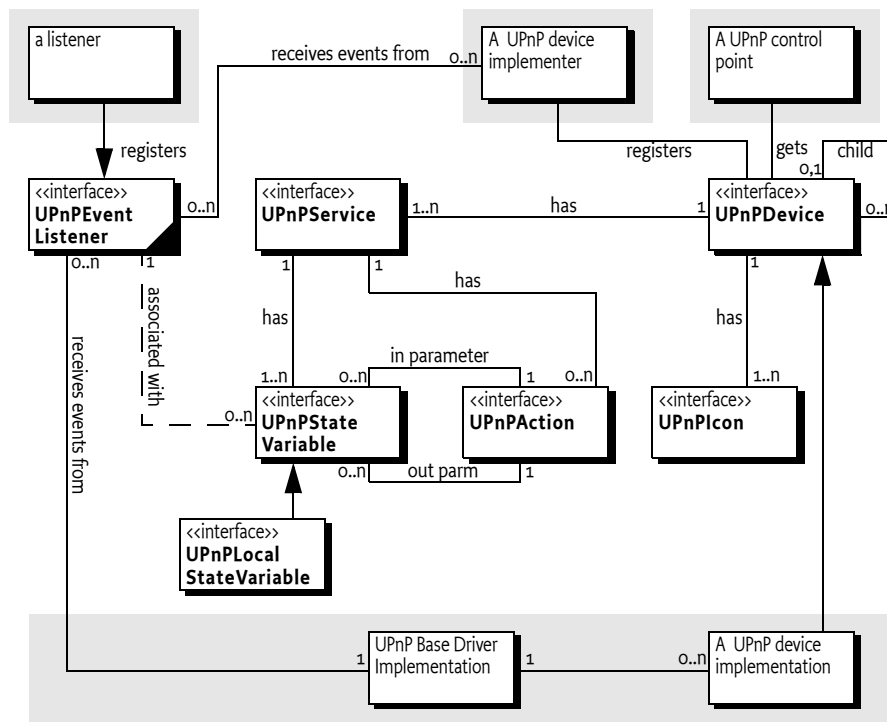 a listener
receives events from
0..n
A UPnP device
implementer
A UPnP control
point
registers
registers
gets
child
0,1
<<interface>>
UPnPEvent
Listener
0..n
<<interface>>
UPnPService
1..n
has
1
<<interface>>
UPnPDevice
0..n
0..n
1
1
1
1
associated with
has
has
has
receives events from
in parameter
1..n
0..n
1
0..n
1..n
0..n
<<interface>>
UPnPState
Variable
<<interface>>
UPnPAction
<<interface>>
UPnPIcon
0..n
out parm
1
<<interface>>
UPnPLocal
StateVariable
1
UPnP Base Driver
Implementation
1
0..n
A UPnP device
implementation